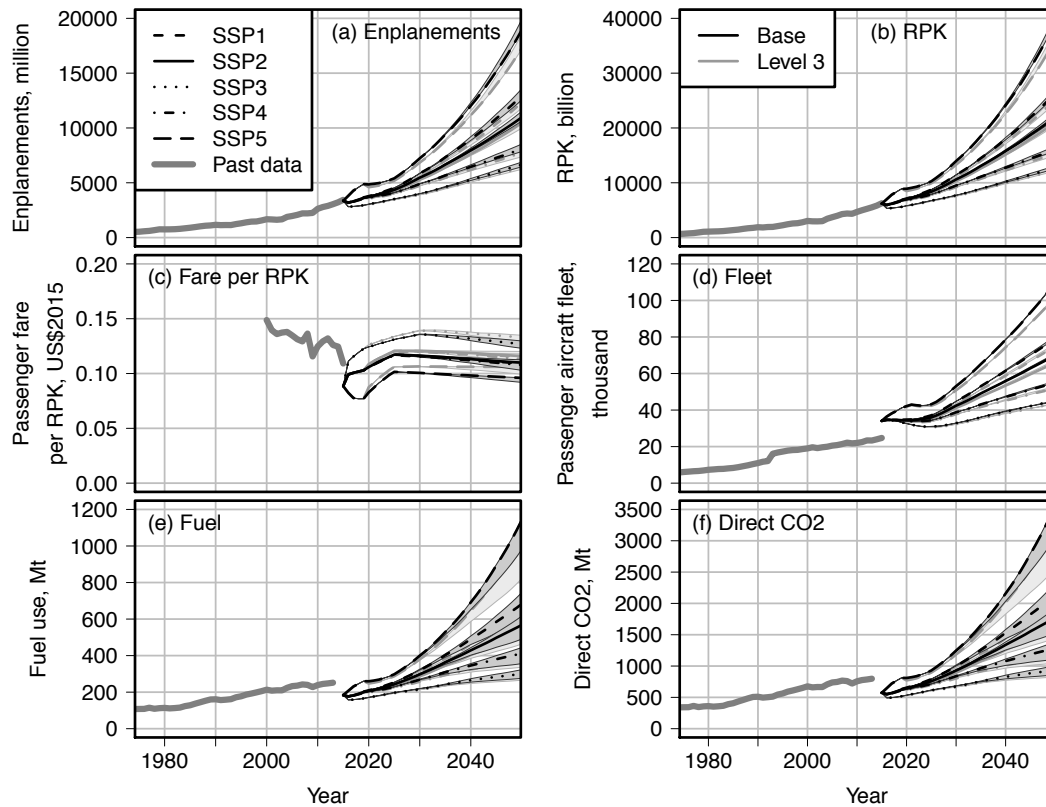 (a) Enplanements
SSP1
SSP2
SSP3
SSP4
SSP5
Past data
Enplanements, million
20000
15000
10000
5000
0
(b) RPK
Base
Level 3
RPK, billion
40000
30000
20000
10000
0
(c) Fare per RPK
Passenger fare
per RPK, US$2015
0.20
0.15
0.10
0.05
0.00
(d) Fleet
Passenger aircraft fleet,
thousand
120
100
80
60
40
20
0
(e) Fuel
Fuel use, Mt
1200
1000
800
600
400
200
0
1980 2000 2020 2040
Year
(f) Direct CO2
Direct CO2, Mt
3500
3000
2500
2000
1500
1000
500
0
1980 2000 2020 2040
Year